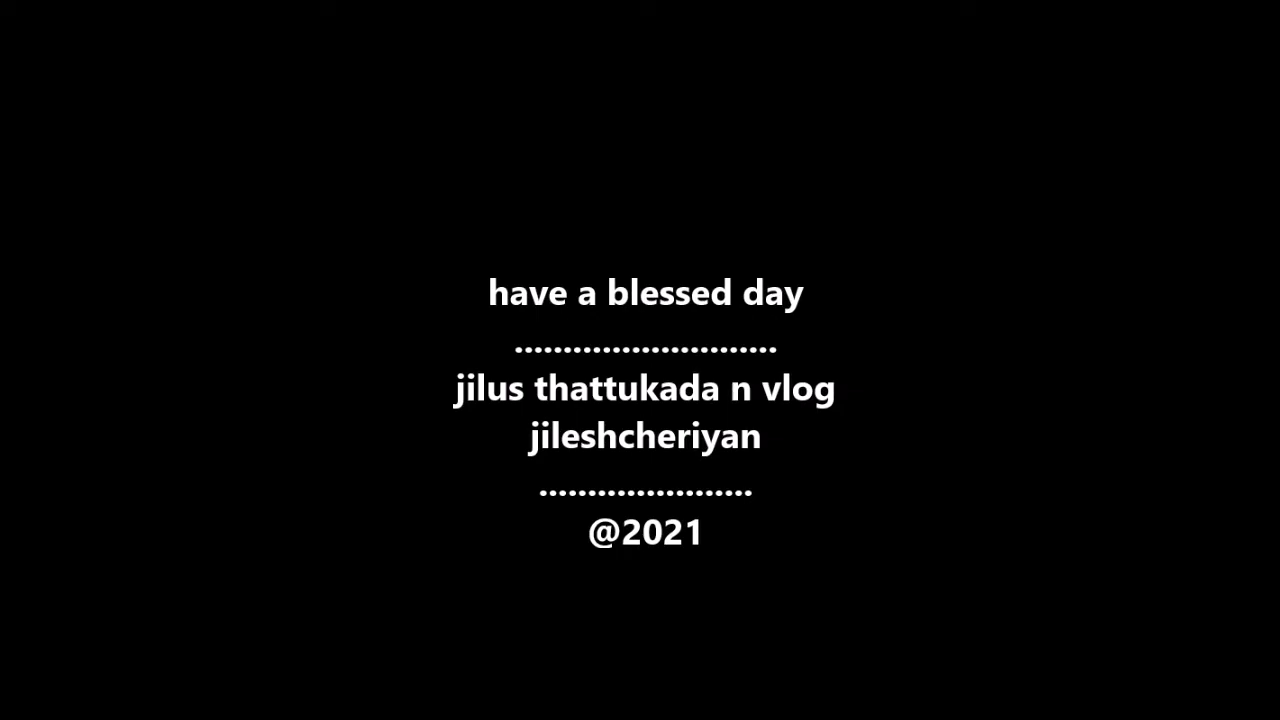 have a blessed day
...........................
jilus thattukada n vlog
jileshcheriyan
......................
@2021